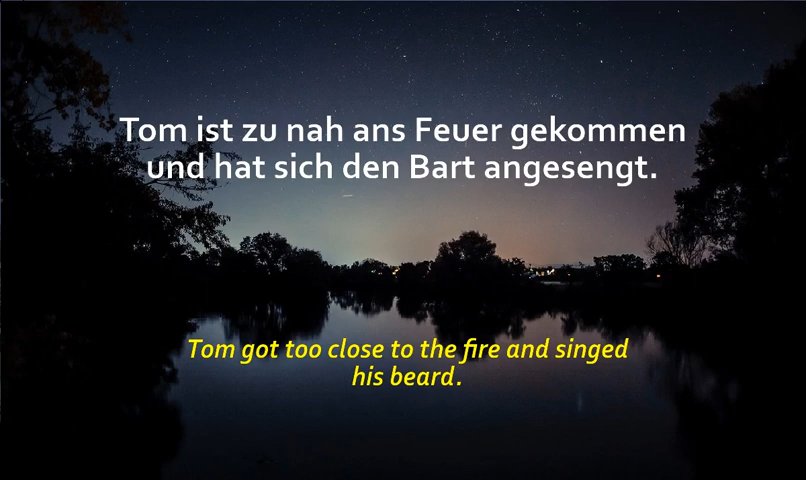 Tom ist zu nah ans Feuer gekommen
und hat sich den Bart angesengt.
Tom got too close to the fire and singed
his beard.